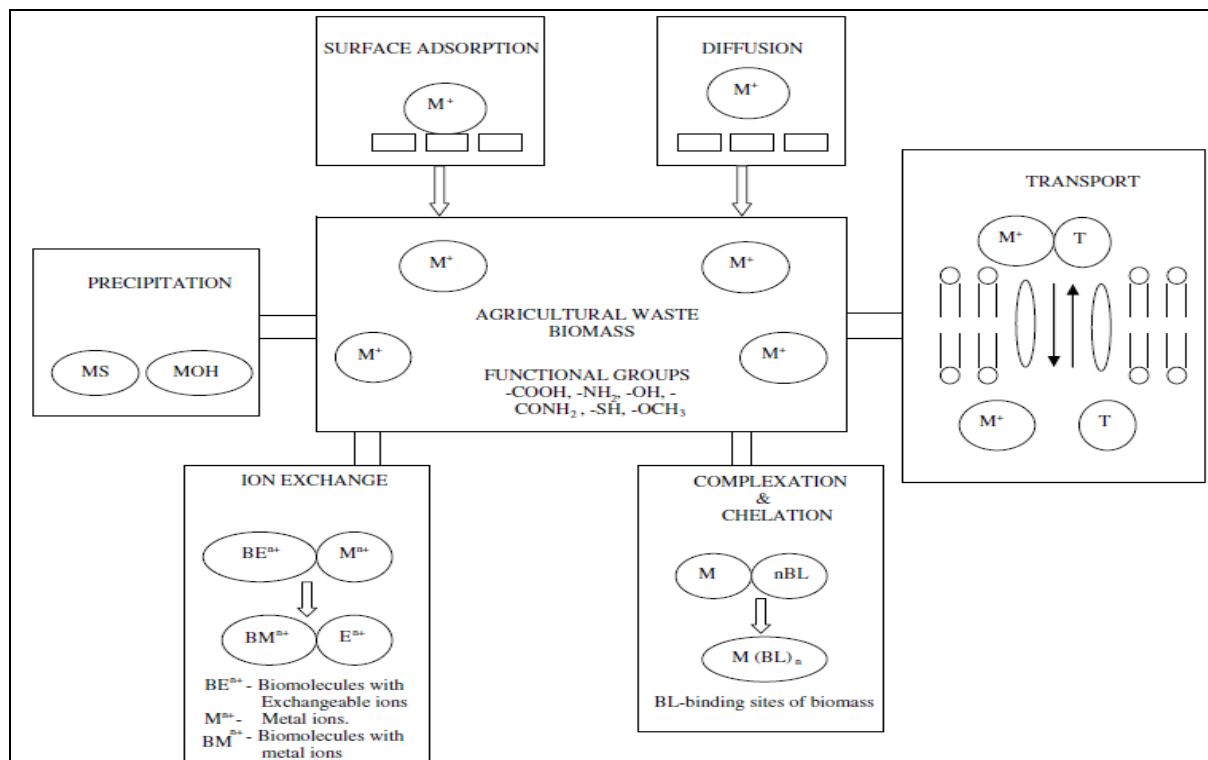 SURFACE ADSORPTION
M⁺
DIFFUSION
M⁺
TRANSPORT
M⁺ T
M⁺ T
PRECIPITATION
MS MOH
M⁺ M⁺
AGRICULTURAL WASTE
BIOMASS
M⁺ M⁺
FUNCTIONAL GROUPS
-COOH, -NH₂, -OH, -
CONH₂ , -SH, -OCH₃
ION EXCHANGE
BEⁿ⁺ Mⁿ⁺
BMⁿ⁺ Eⁿ⁺
BEⁿ⁺ - Biomolecules with
Exchangeable ions
Mⁿ⁺- Metal ions.
BMⁿ⁺- Biomolecules with
metal ions
COMPLEXATION
&
CHELATION
M nBL
M (BL) ₙ
BL-binding sites of biomass